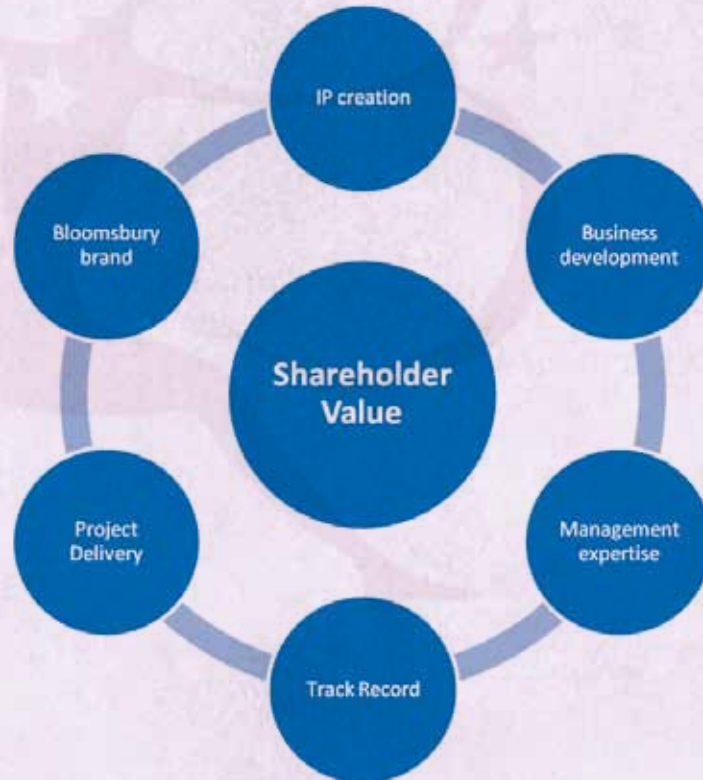 IP creation
Business
development
Management
expertise
Track Record
Project
Delivery
Bloomsbury
brand
Shareholder
Value